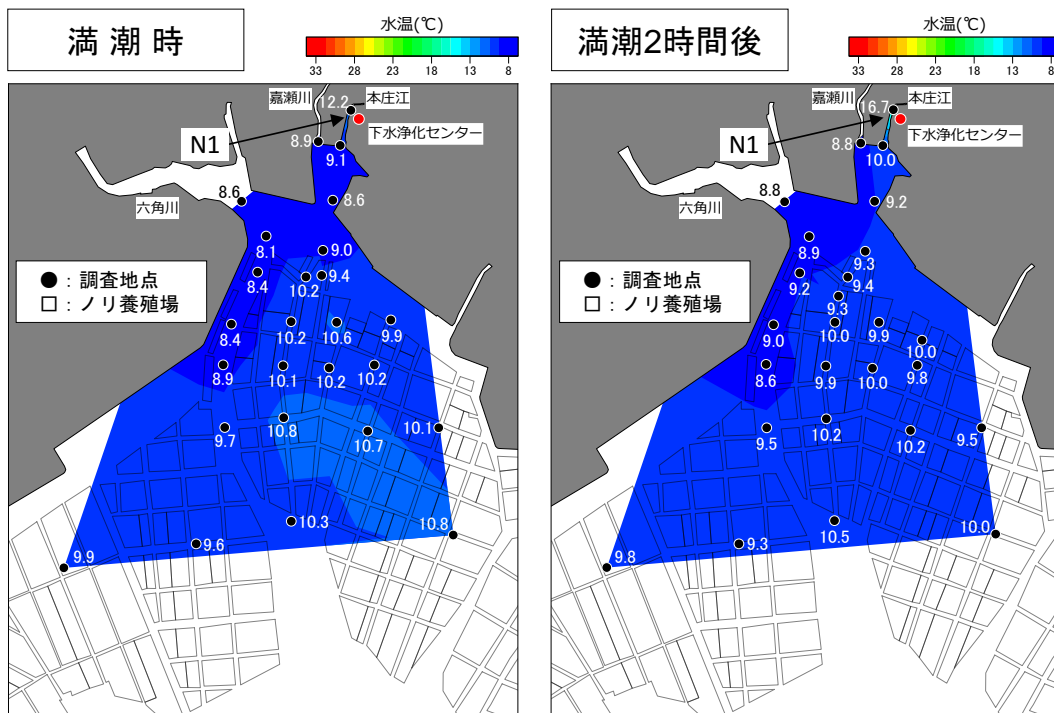 満 潮 時
水温(℃)
33 28 23 18 13 8
嘉瀬川
12.2
本庄江
N1
8.9
9.1
下水浄化センター
六角川
8.6
8.6
8.1
9.0
●：調査地点
□：ノリ養殖場
8.4
10.2
9.4
8.4
10.2
10.6
9.9
8.9
10.1
10.2
10.2
9.7
10.8
10.7
10.1
10.3
10.8
9.6
9.9
満潮2時間後
水温(℃)
33 28 23 18 13 8
嘉瀬川
16.7
本庄江
N1
8.8
10.0
下水浄化センター
六角川
8.8
9.2
8.9
9.3
●：調査地点
□：ノリ養殖場
9.2
9.4
9.3
9.0
10.0
9.9
10.0
8.6
9.9
10.0
9.8
9.5
10.2
10.2
9.5
10.5
10.0
9.3
9.8